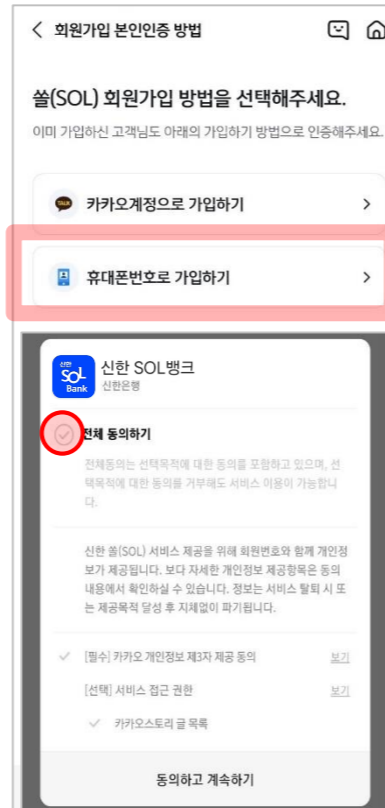 회원가입 본인인증 방법
쏠(SOL) 회원가입 방법을 선택해주세요.
이미 가입하신 고객님도 아래의 가입하기 방법으로 인증해주세요.
TALK
카카오계정으로 가입하기
휴대폰번호로 가입하기
신한
SOL
Bank
신한 SOL뱅크
신한은행
전체 동의하기
전체동의는 선택목적에 대한 동의를 포함하고 있으며, 선
택목적에 대한 동의를 거부해도 서비스 이용이 가능합니
다.
신한 쏠(SOL) 서비스 제공을 위해 회원번호와 함께 개인정
보가 제공됩니다. 보다 자세한 개인정보 제공항목은 동의
내용에서 확인하실 수 있습니다. 정보는 서비스 탈퇴 시 또
는 제공목적 달성 후 지체없이 파기됩니다.
[필수] 카카오 개인정보 제3자 제공 동의 보기
[선택] 서비스 접근 권한 보기
카카오스토리 글 목록
동의하고 계속하기